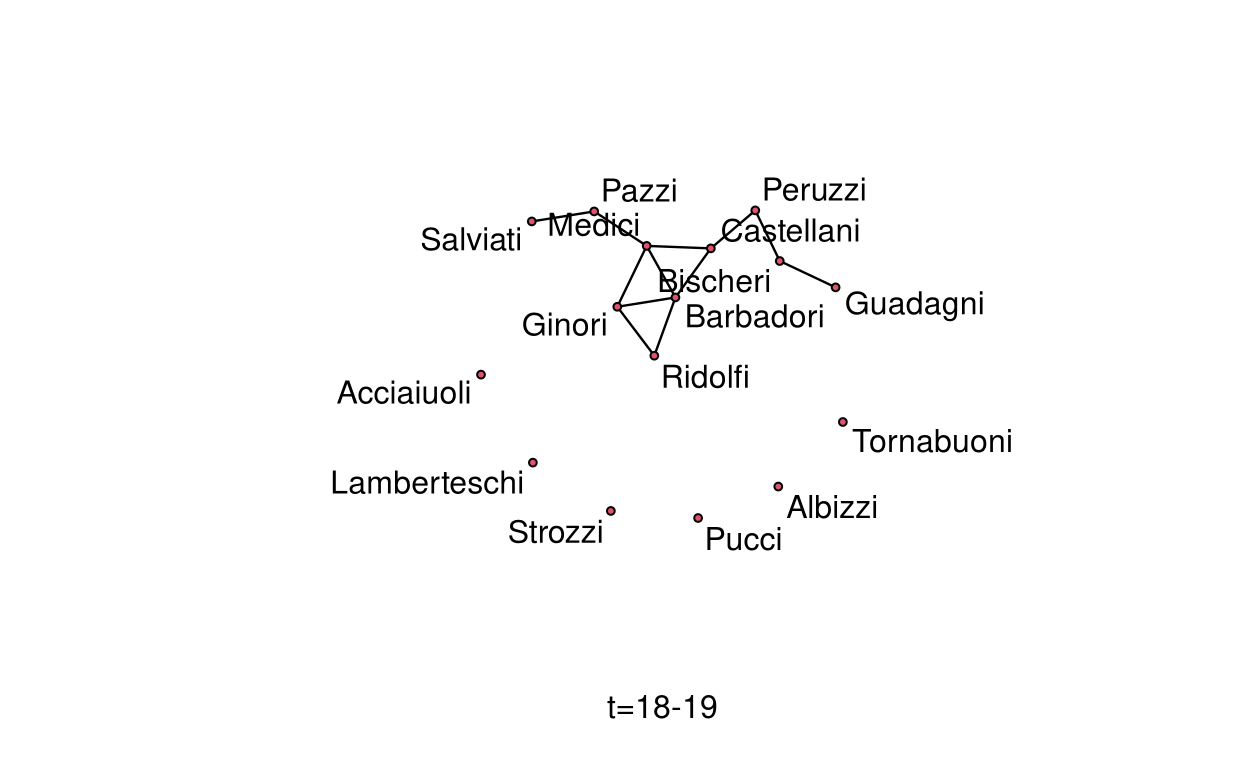 Pazzi
Peruzzi
Medici
Salviati
Castellani
Bischeri
Guadagni
Barbadori
Ginori
Ridolfi
Acciaiuoli
Tornabuoni
Lamberteschi
Albizzi
Strozzi
Pucci
t=18-19